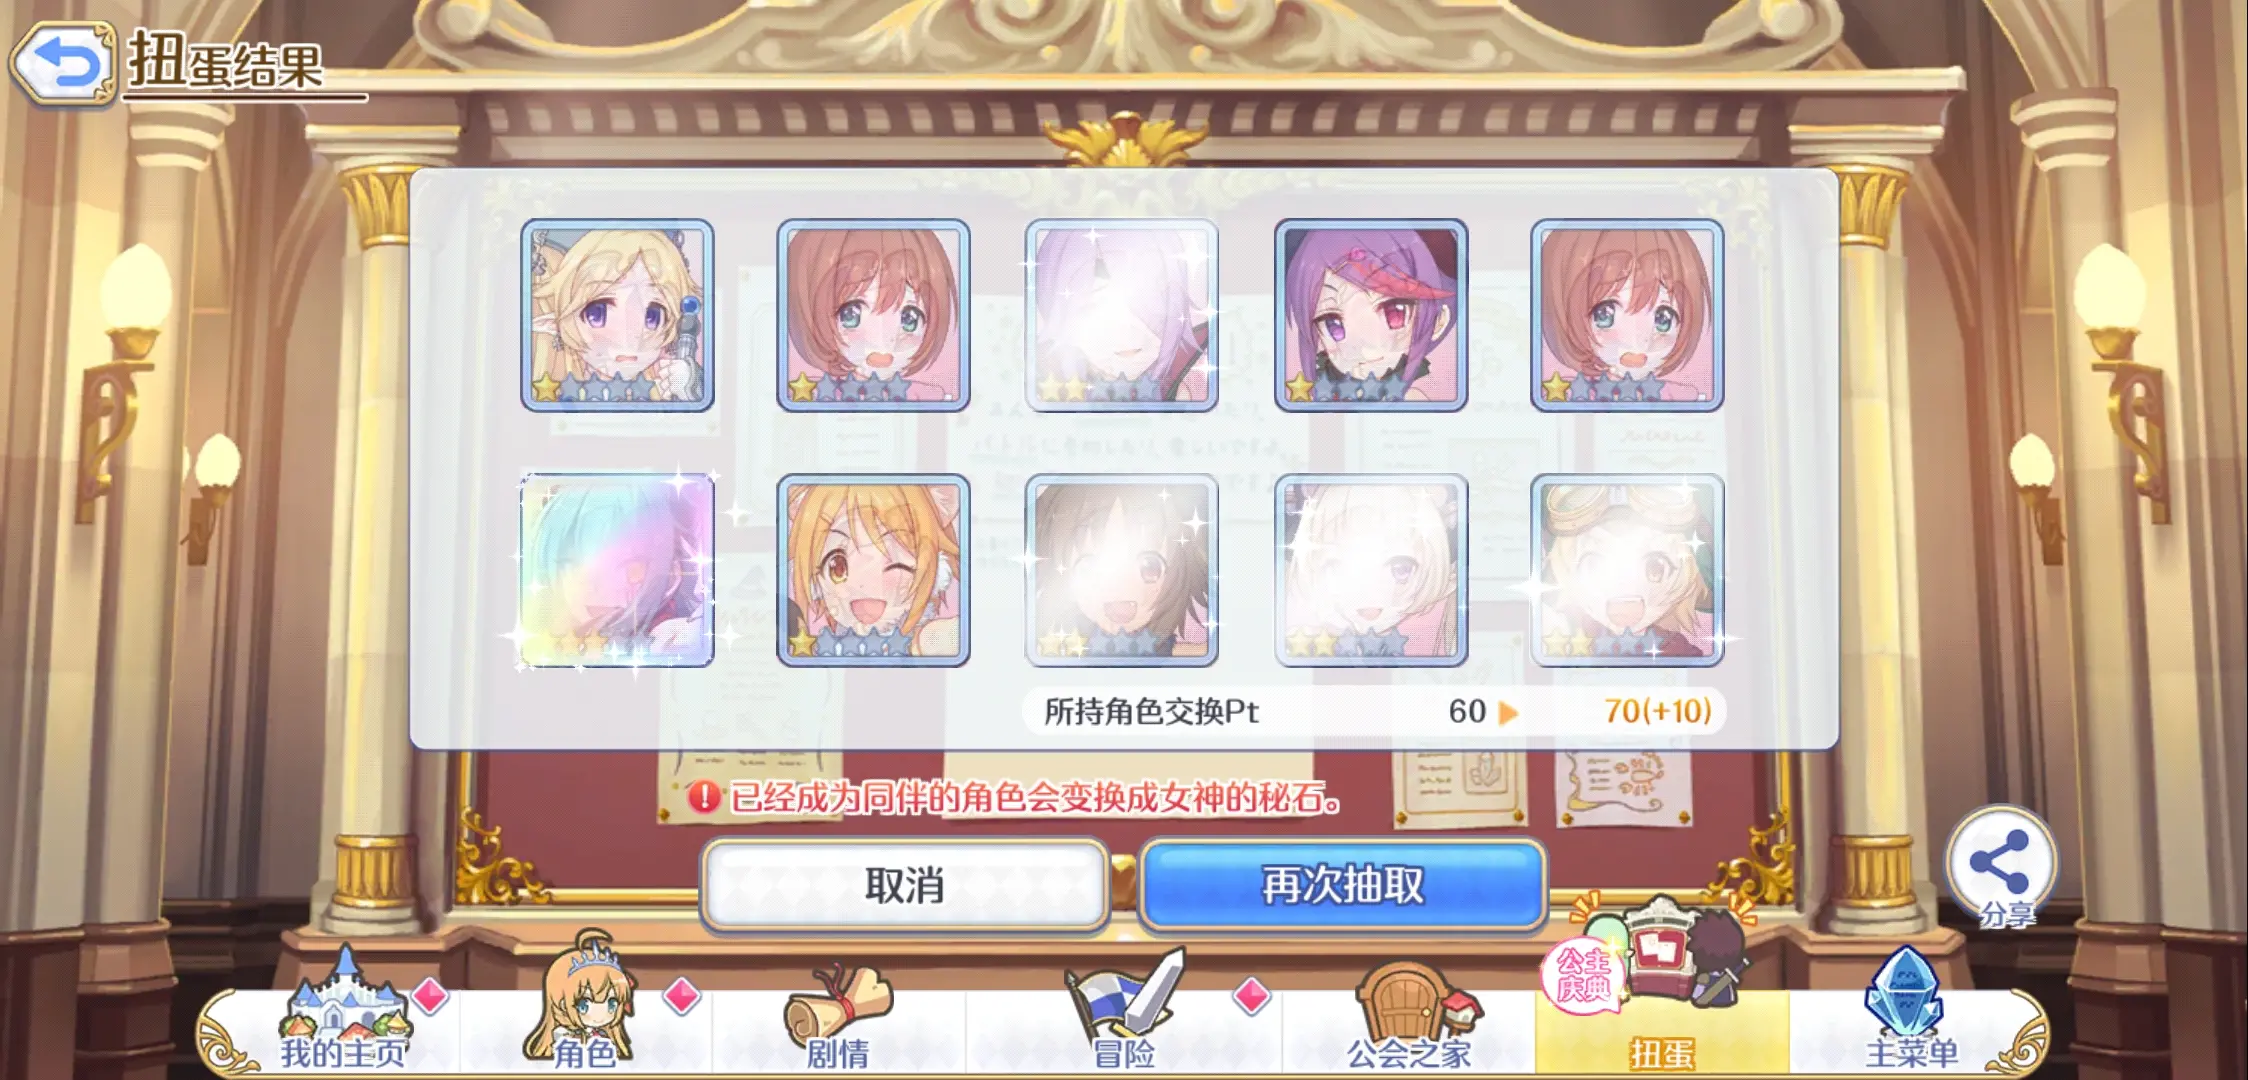 扭蛋结果
所持角色交换Pt 60 70(+10)
已经成为同伴的角色会变换成女神的秘石。
取消
再次抽取
分享
公主
庆典
我的主页
角色
剧情
冒险
公会之家
扭蛋
主菜单